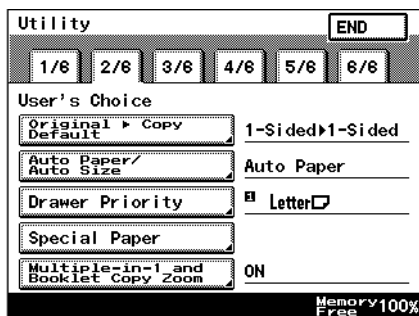 Utility END
1/6 2/6 3/6 4/6 5/6 6/6
User's Choice
Original ▸ Copy
Default
1-Sided▸1-Sided
Auto Paper/
Auto Size
Auto Paper
Drawer Priority
1 Letter
Special Paper
Multiple-in-1 and
Booklet Copy Zoom
ON
Memory
Free 100%